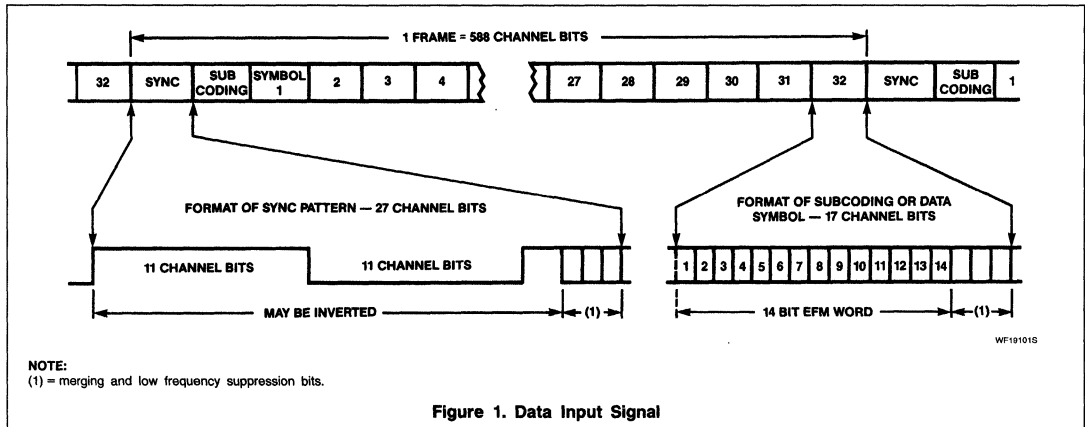 1 FRAME = 588 CHANNEL BITS
32 SYNC SUB CODING SYMBOL 1 2 3 4 27 28 29 30 31 32 SYNC SUB CODING 1
FORMAT OF SYNC PATTERN — 27 CHANNEL BITS
FORMAT OF SUBCODING OR DATA
SYMBOL — 17 CHANNEL BITS
11 CHANNEL BITS 11 CHANNEL BITS
1 2 3 4 5 6 7 8 9 10 11 12 13 14
MAY BE INVERTED (1) 14 BIT EFM WORD (1)
WF19101S
NOTE:
(1) = merging and low frequency suppression bits.
Figure 1. Data Input Signal